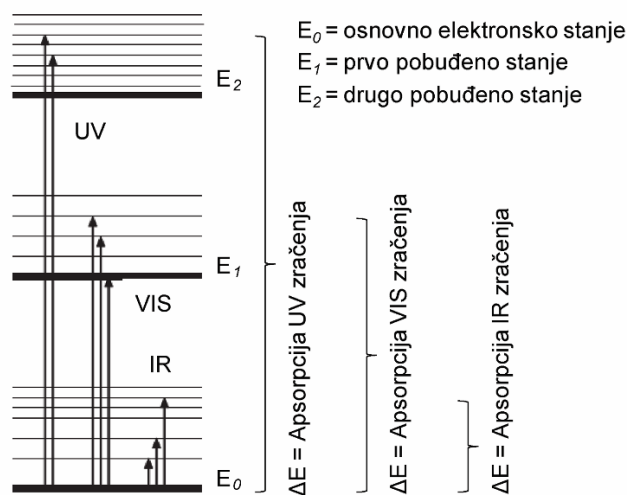 E0 = osnovno elektronsko stanje
E1 = prvo pobuđeno stanje
E2 = drugo pobuđeno stanje
E2
UV
E1
VIS
IR
E0
ΔE = Apsorpcija UV zračenja
ΔE = Apsorpcija VIS zračenja
ΔE = Apsorpcija IR zračenja